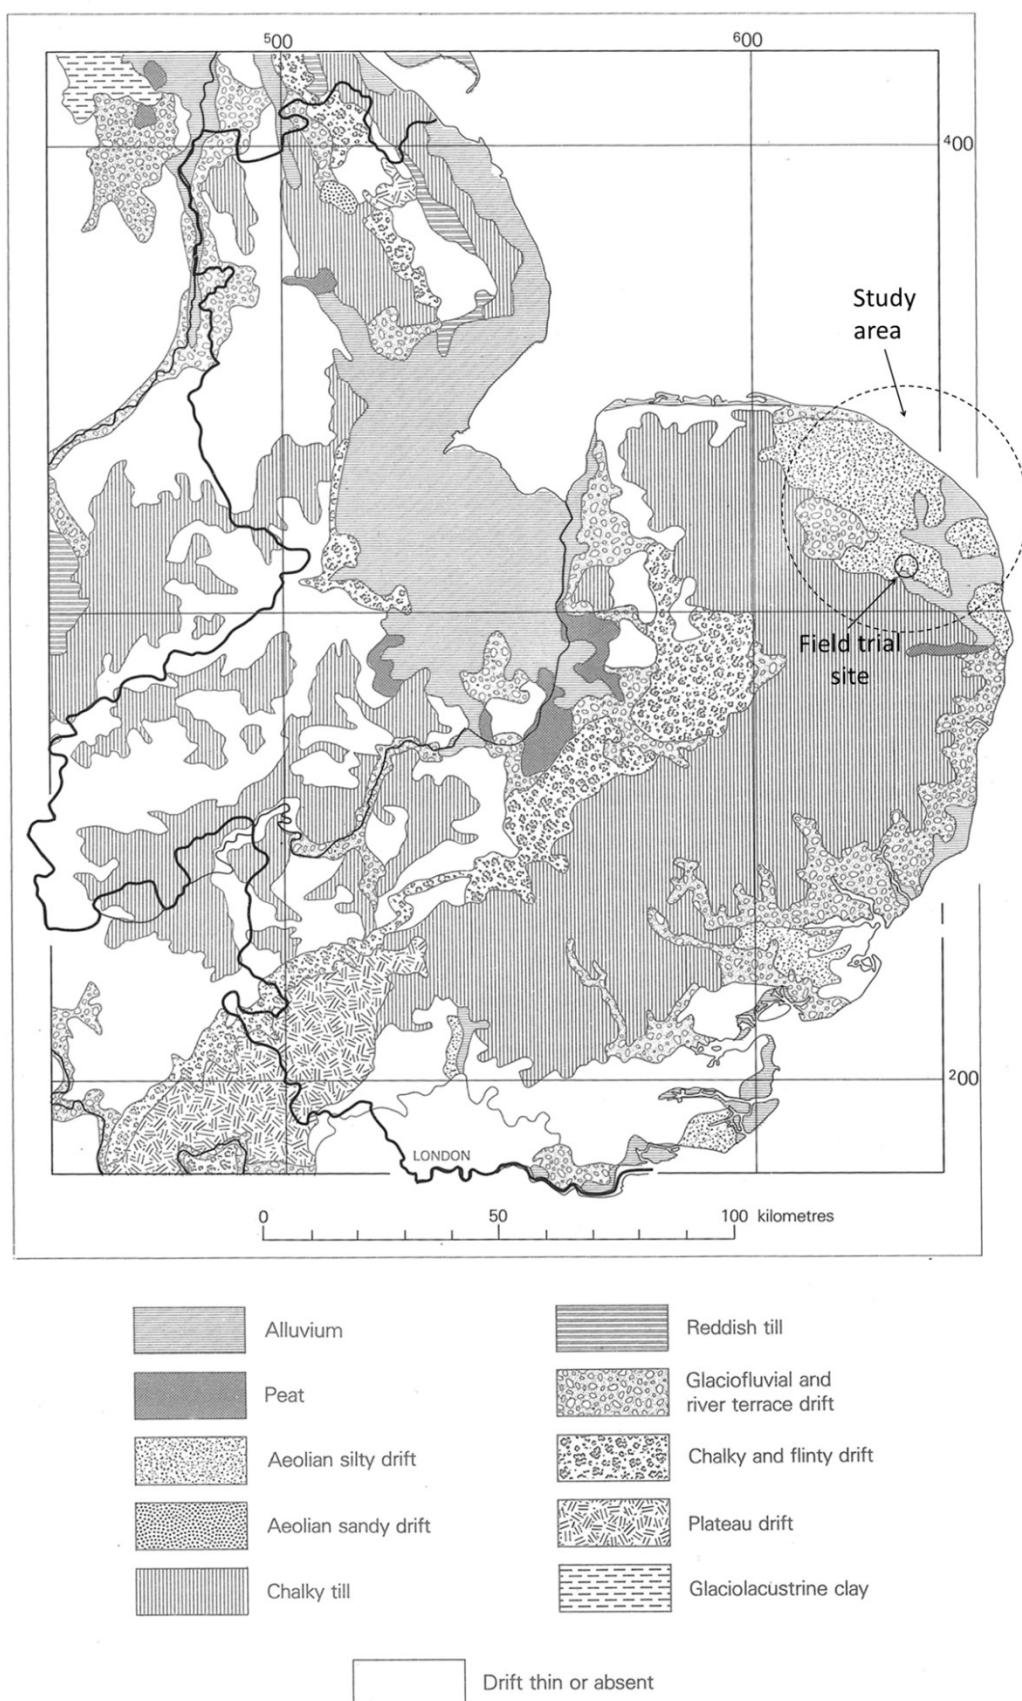 500
600
400
Study
area
Field trial
site
200
LONDON
0 50 100 kilometres
Alluvium
Reddish till
Peat
Glaciofluvial and
river terrace drift
Aeolian silty drift
Chalky and flinty drift
Aeolian sandy drift
Plateau drift
Chalky till
Glaciolacustrine clay
Drift thin or absent